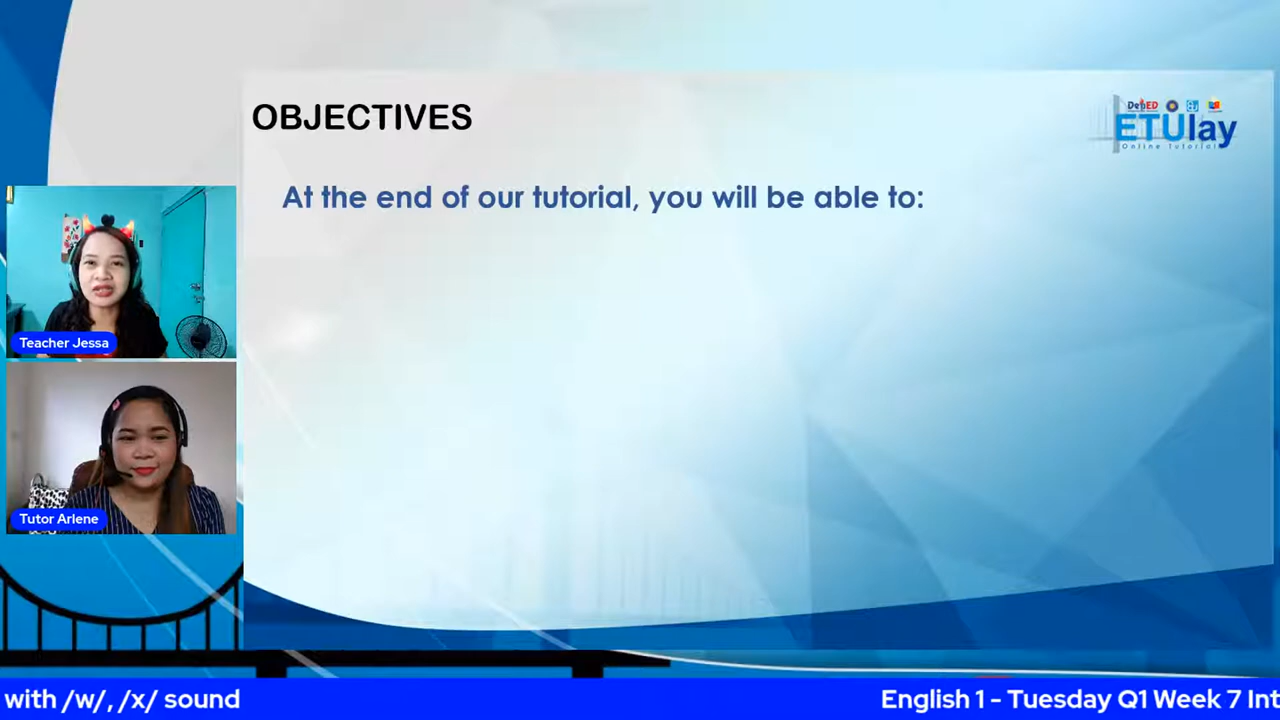 OBJECTIVES
DepED
ETUlay
Online Tutorial
At the end of our tutorial, you will be able to:
Teacher Jessa
Tutor Arlene
with /w/, /x/ sound
English 1 - Tuesday Q1 Week 7 Int